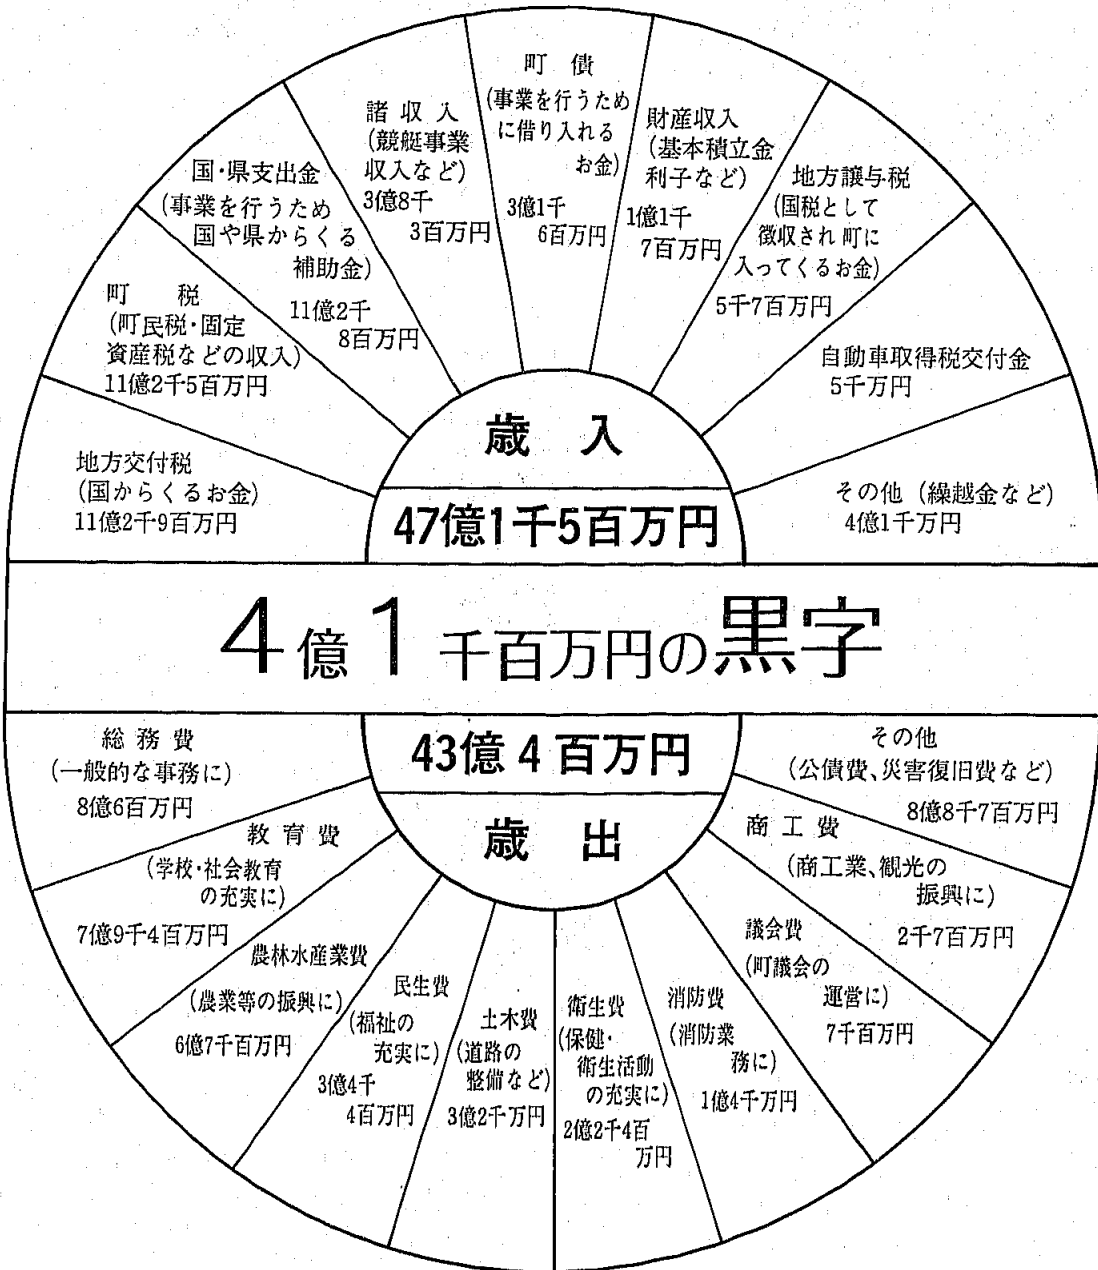 町債
(事業を行うため
に借り入れる
お金)
3億1千
6百万円
諸収入
(競艇事業
収入など)
3億8千
3百万円
財産収入
(基本積立金
利子など)
1億1千
7百万円
国・県支出金
(事業を行うため
国や県からくる
補助金)
11億2千
8百万円
地方譲与税
(国税として
徴収され町に
入ってくるお金)
5千7百万円
町税
(町民税・固定
資産税などの収入)
11億2千5百万円
自動車取得税交付金
5千万円
地方交付税
(国からくるお金)
11億2千9百万円
その他(繰越金など)
4億1千万円
歳入
47億1千5百万円
4億1千百万円の黒字
43億4百万円
歳出
総務費
(一般的な事務に)
8億6百万円
教育費
(学校・社会教育
の充実に)
7億9千4百万円
農林水産業費
(農業等の振興に)
6億7千百万円
民生費
(福祉の
充実に)
3億4千
4百万円
土木費
(道路の
整備など)
3億2千万円
衛生費
(保健・
衛生活動
の充実に)
2億2千4百
万円
消防費
(消防業
務に)
1億4千万円
議会費
(町議会の
運営に)
7千百万円
商工費
(商工業、観光の
振興に)
2千7百万円
その他
(公債費、災害復旧費など)
8億8千7百万円